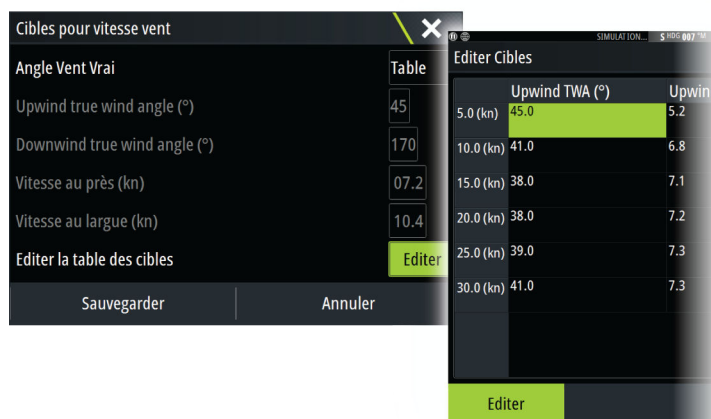 Cibles pour vitesse vent
Angle Vent Vrai Table
Upwind true wind angle (°) 45
Downwind true wind angle (°) 170
Vitesse au près (kn) 07.2
Vitesse au largue (kn) 10.4
Editer la table des cibles Editer
Sauvegarder Annuler
SIMULATION... S HDG 007 °M
Editer Cibles
Upwind TWA (°) Upwin
5.0 (kn) 45.0 5.2
10.0 (kn) 41.0 6.8
15.0 (kn) 38.0 7.1
20.0 (kn) 38.0 7.2
25.0 (kn) 39.0 7.3
30.0 (kn) 41.0 7.3
Editer